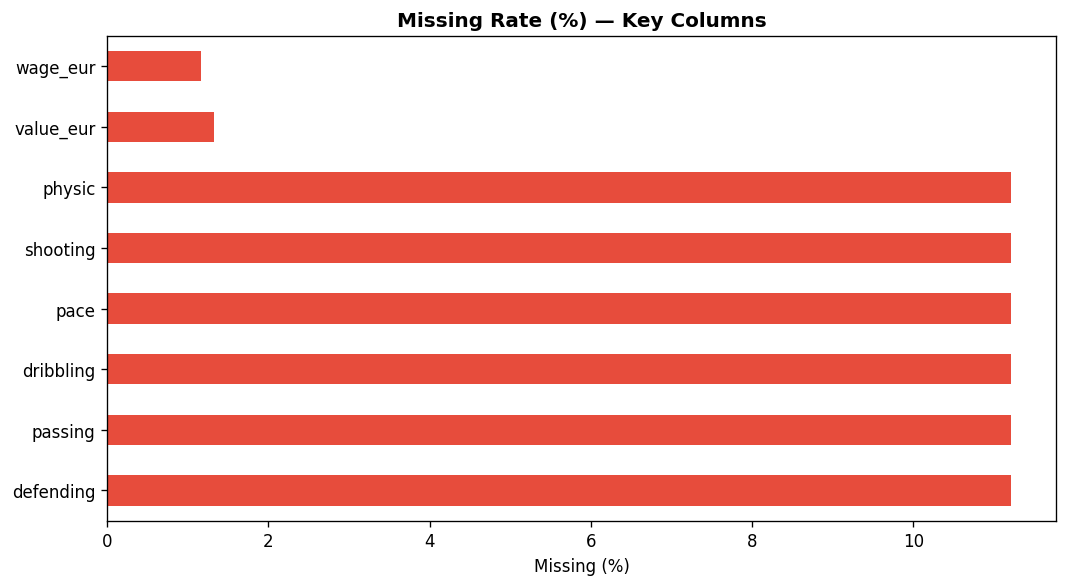 Missing Rate (%) — Key Columns
wage_eur
value_eur
physic
shooting
pace
dribbling
passing
defending
0 2 4 6 8 10
Missing (%)